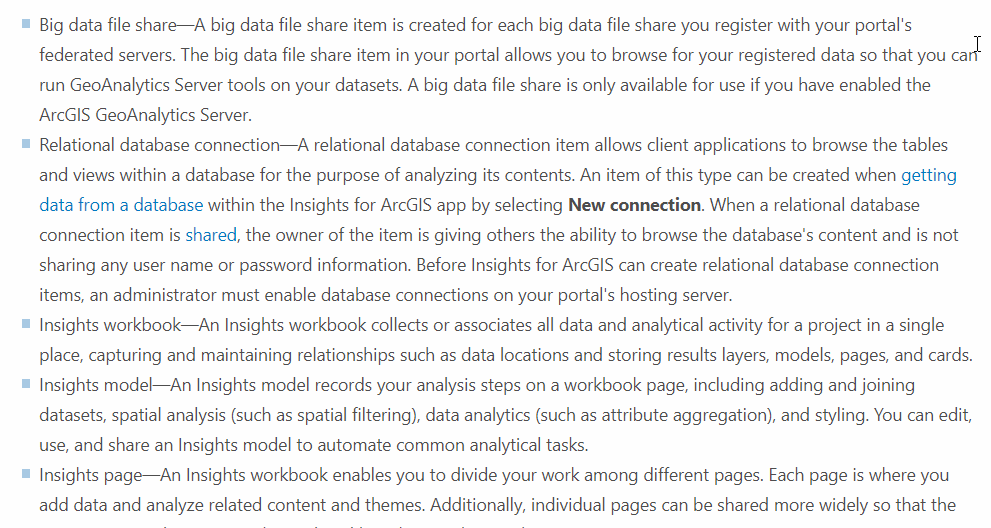 Big data file share—A big data file share item is created for each big data file share you register with your portal's
federated servers. The big data file share item in your portal allows you to browse for your registered data so that you can
run GeoAnalytics Server tools on your datasets. A big data file share is only available for use if you have enabled the
ArcGIS GeoAnalytics Server.
Relational database connection—A relational database connection item allows client applications to browse the tables
and views within a database for the purpose of analyzing its contents. An item of this type can be created when getting
data from a database within the Insights for ArcGIS app by selecting New connection. When a relational database
connection item is shared, the owner of the item is giving others the ability to browse the database's content and is not
sharing any user name or password information. Before Insights for ArcGIS can create relational database connection
items, an administrator must enable database connections on your portal's hosting server.
Insights workbook—An Insights workbook collects or associates all data and analytical activity for a project in a single
place, capturing and maintaining relationships such as data locations and storing results layers, models, pages, and cards.
Insights model—An Insights model records your analysis steps on a workbook page, including adding and joining
datasets, spatial analysis (such as spatial filtering), data analytics (such as attribute aggregation), and styling. You can edit,
use, and share an Insights model to automate common analytical tasks.
Insights page—An Insights workbook enables you to divide your work among different pages. Each page is where you
add data and analyze related content and themes. Additionally, individual pages can be shared more widely so that the